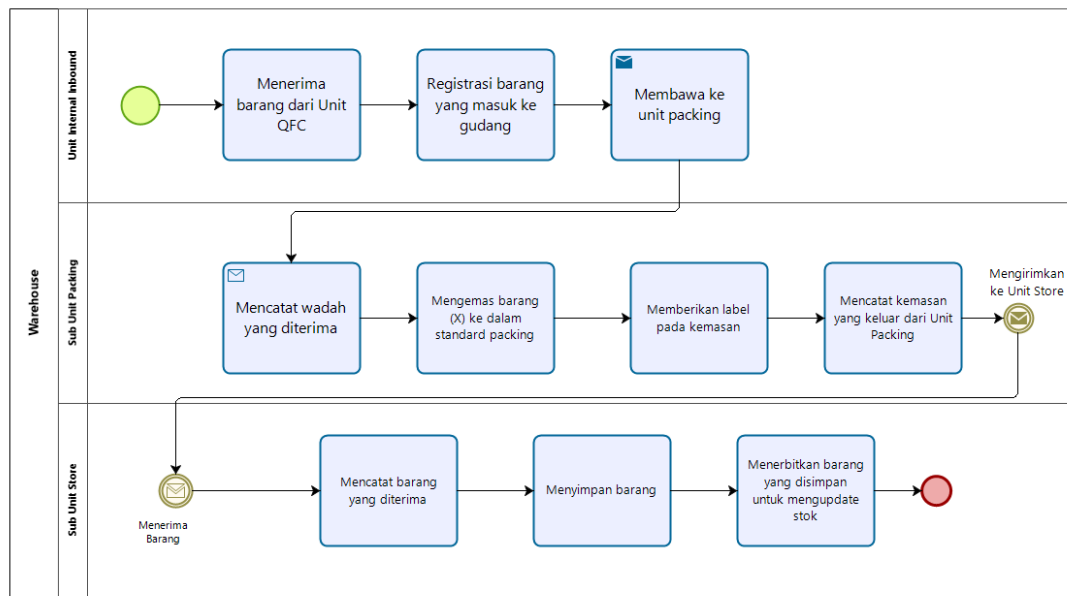 Warehouse
Unit Internal Inbound
Menerima
barang dari Unit
QFC
Registrasi barang
yang masuk ke
gudang
Membawa ke
unit packing
Sub Unit Packing
Mencatat wadah
yang diterima
Mengemas barang
(X) ke dalam
standard packing
Memberikan label
pada kemasan
Mencatat kemasan
yang keluar dari Unit
Packing
Mengirimkan
ke Unit Store
Sub Unit Store
Menerima
Barang
Mencatat barang
yang diterima
Menyimpan barang
Menerbitkan barang
yang disimpan
untuk mengupdate
stok